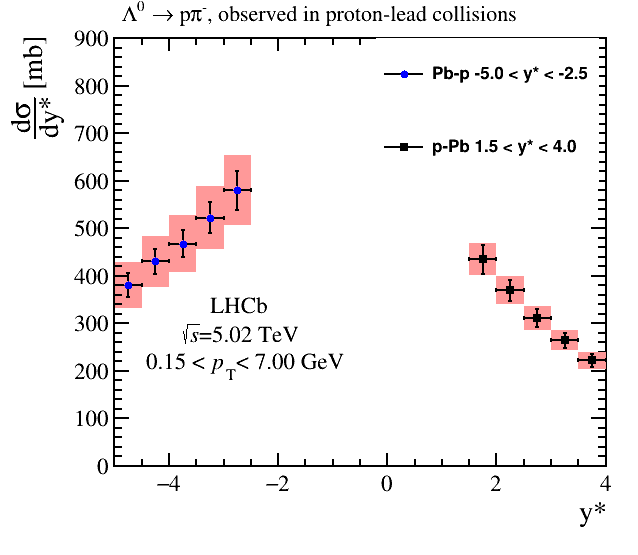 Λ⁰ → pπ⁻, observed in proton-lead collisions
dσ
dy*
[mb]
900
800
700
600
500
400
300
200
100
0
Pb-p -5.0 < y* < -2.5
p-Pb 1.5 < y* < 4.0
LHCb
√s=5.02 TeV
0.15 < p_T < 7.00 GeV
−4
−2
0
2
4
y*